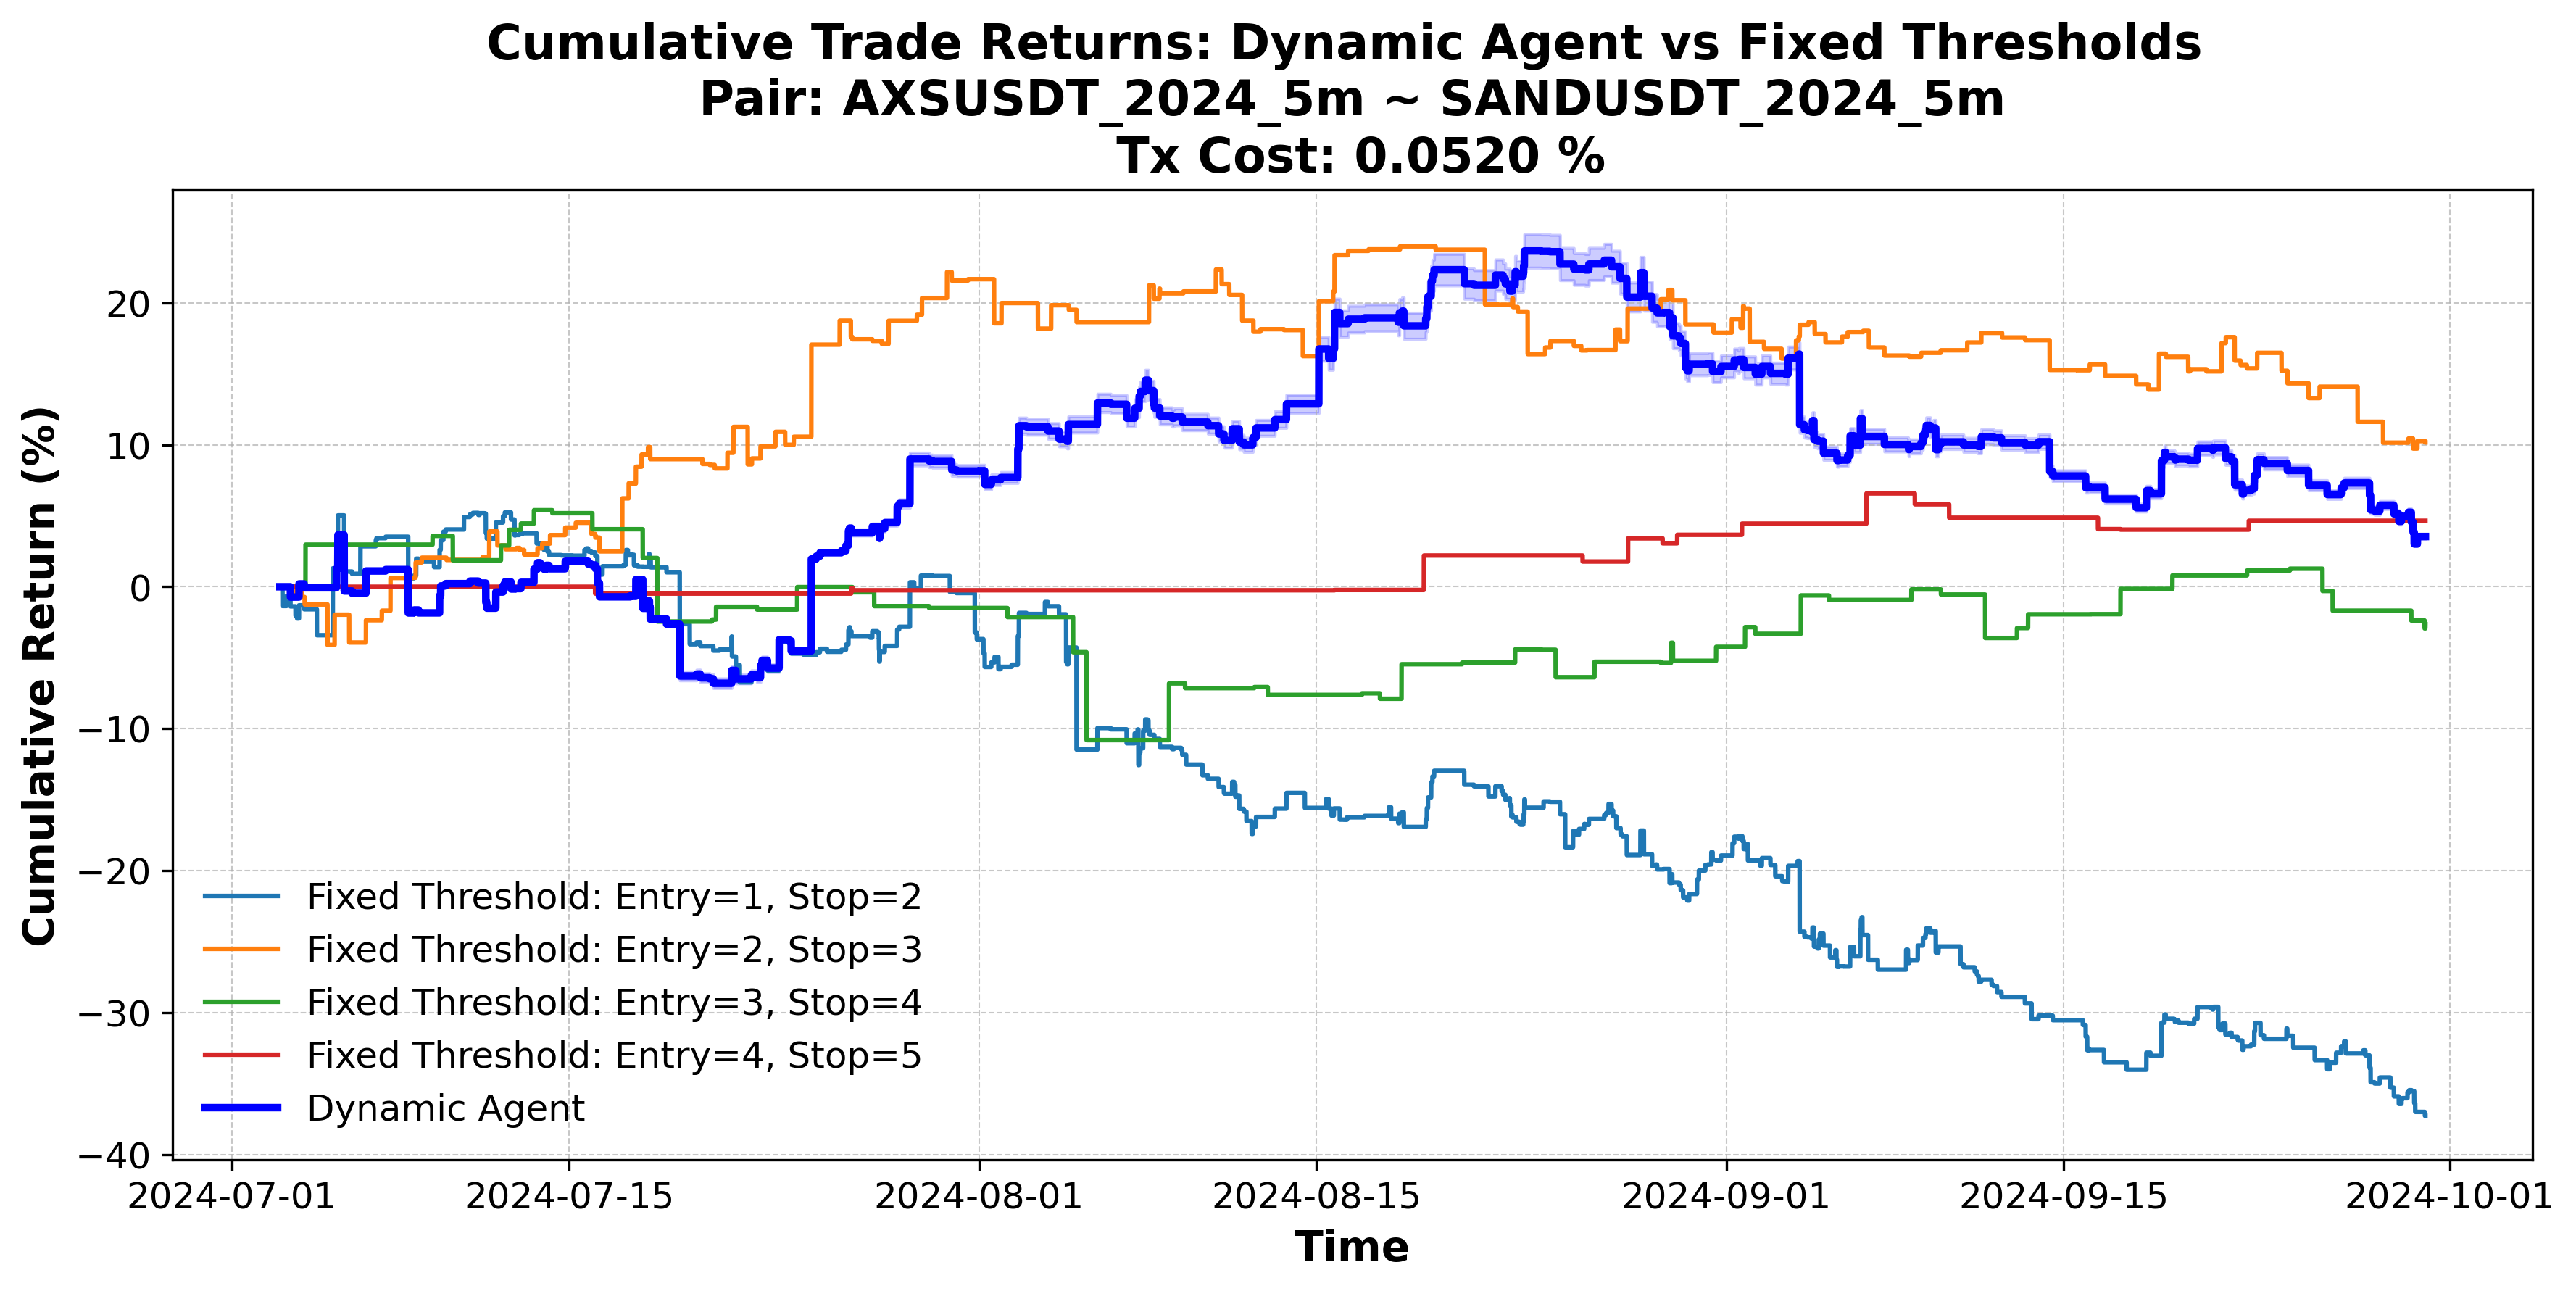 Cumulative Trade Returns: Dynamic Agent vs Fixed Thresholds
Pair: AXSUSDT_2024_5m ~ SANDUSDT_2024_5m
Tx Cost: 0.0520 %
Cumulative Return (%)
20
10
0
−10
−20
−30
−40
Fixed Threshold: Entry=1, Stop=2
Fixed Threshold: Entry=2, Stop=3
Fixed Threshold: Entry=3, Stop=4
Fixed Threshold: Entry=4, Stop=5
Dynamic Agent
2024-07-01
2024-07-15
2024-08-01
2024-08-15
2024-09-01
2024-09-15
2024-10-01
Time